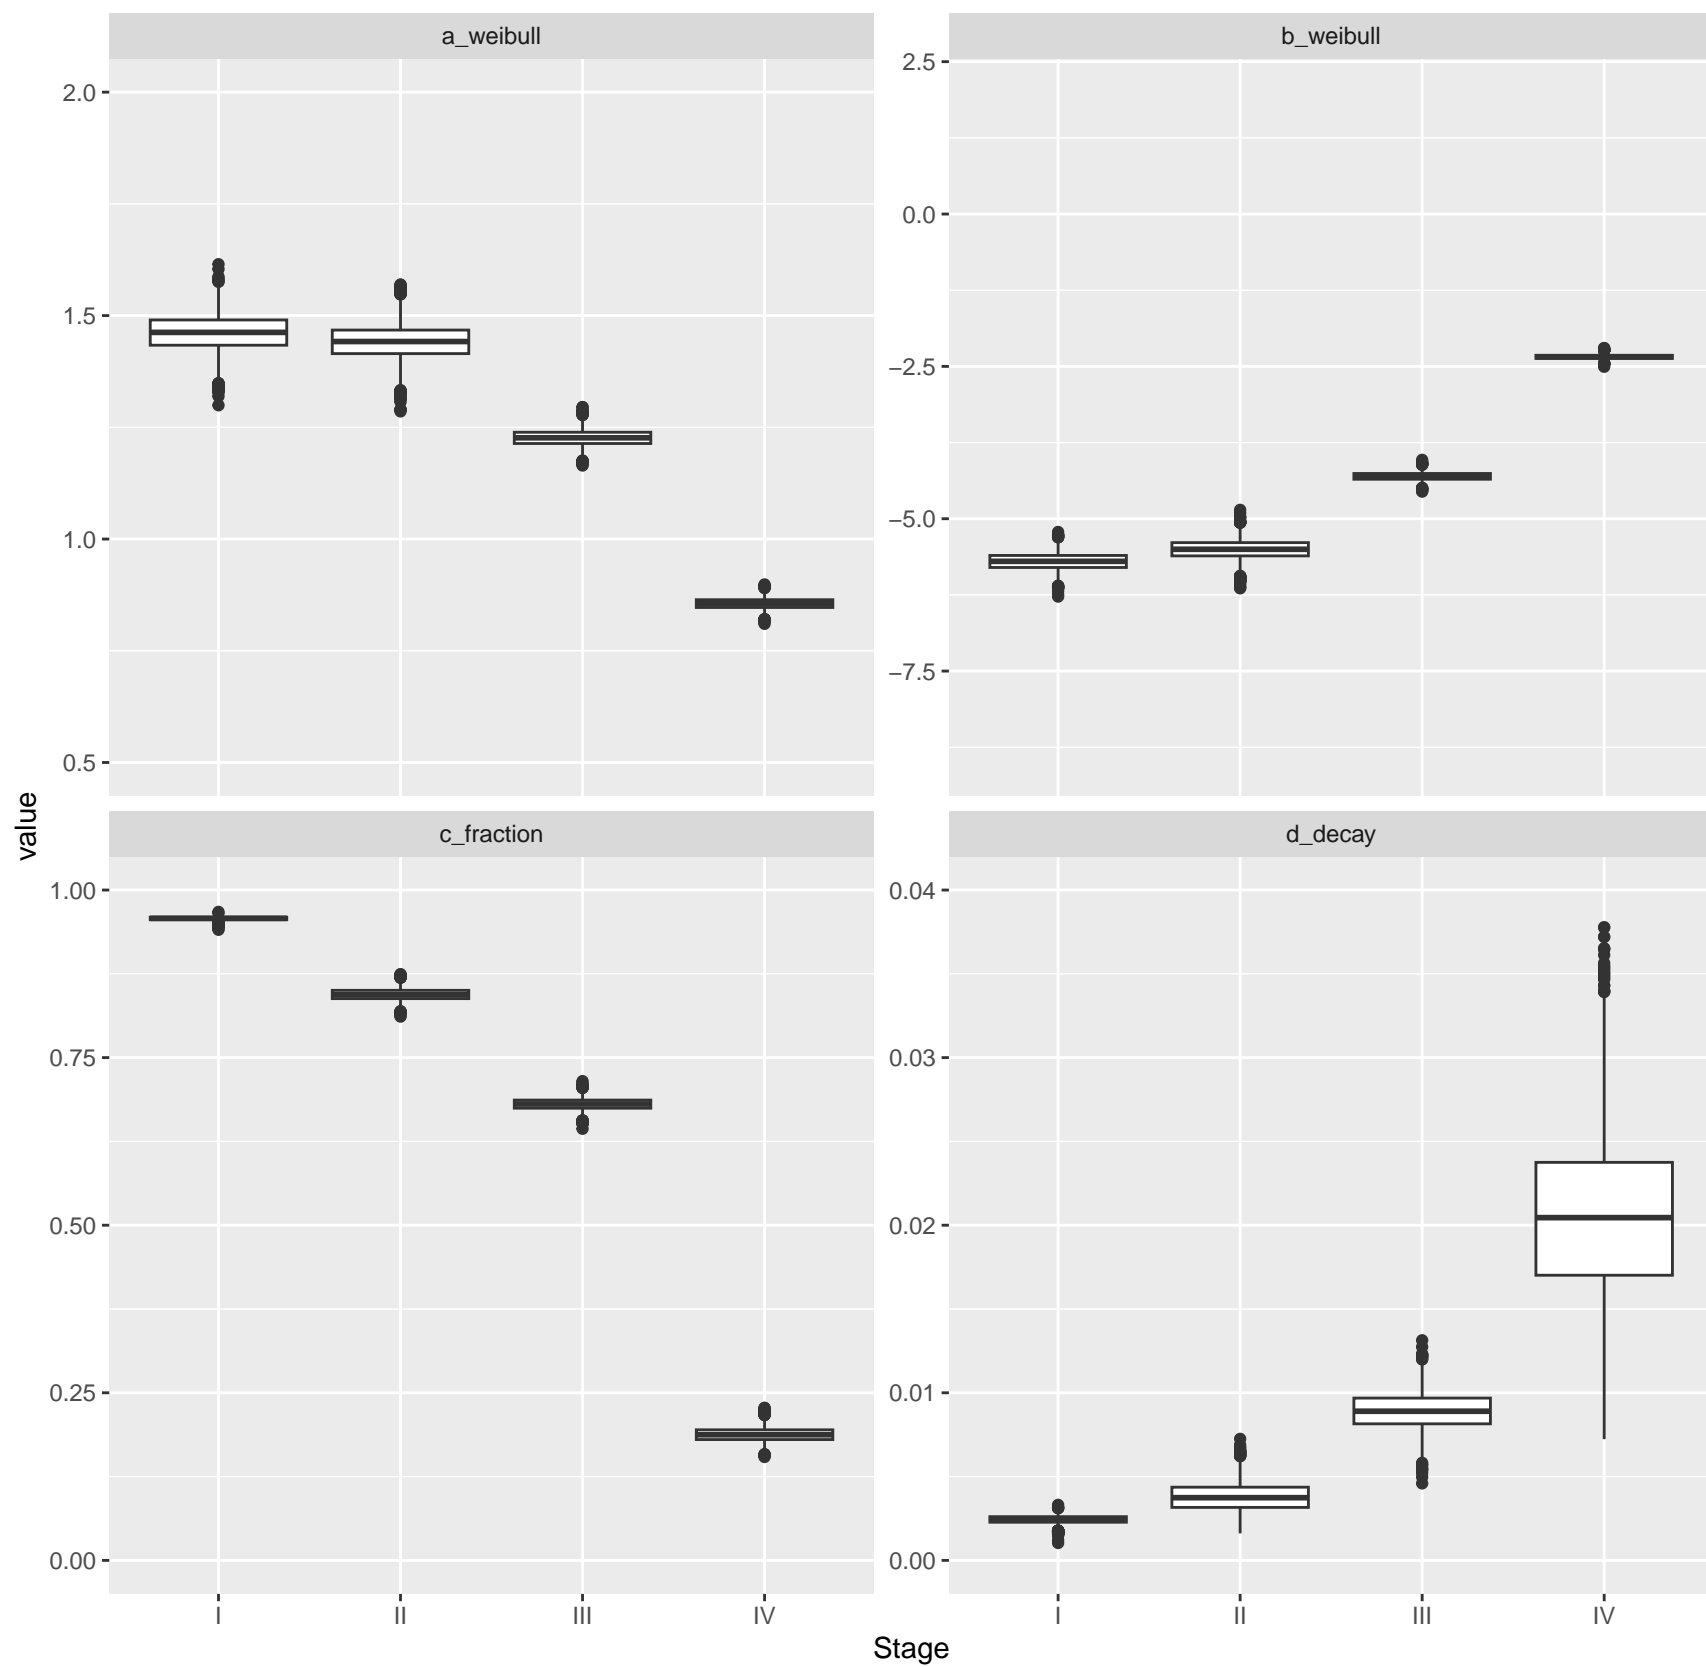 a_weibull
b_weibull
2.0
1.5
1.0
0.5
2.5
0.0
−2.5
−5.0
−7.5
value
c_fraction
d_decay
1.00
0.75
0.50
0.25
0.00
0.04
0.03
0.02
0.01
0.00
I II III IV
I II III IV
Stage